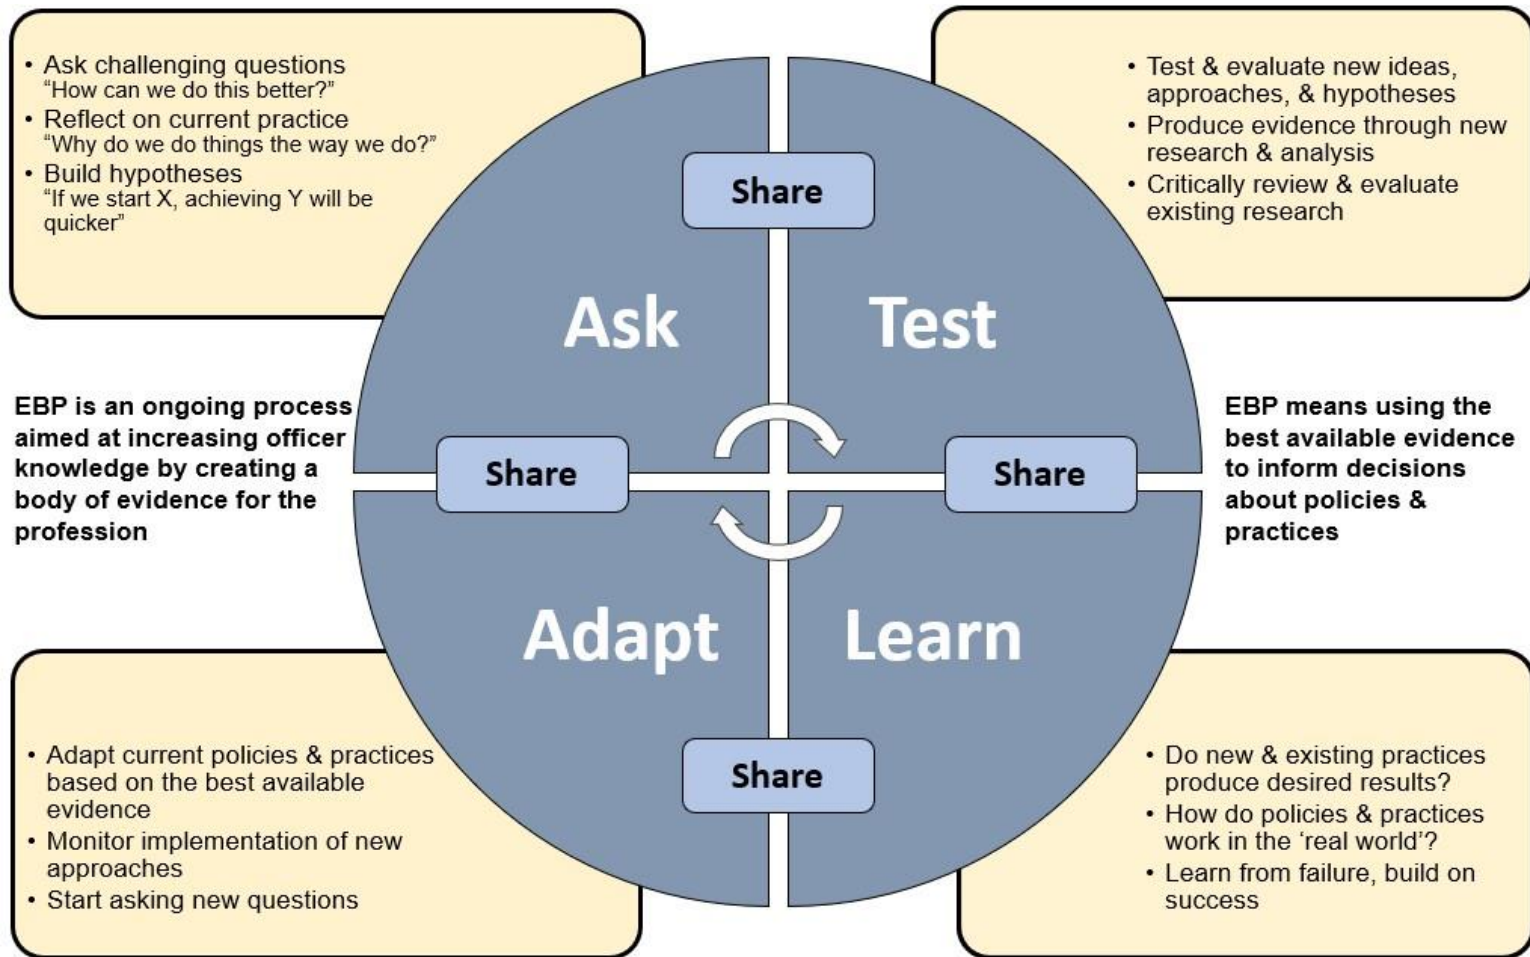 • Ask challenging questions
“How can we do this better?”
• Reflect on current practice
“Why do we do things the way we do?”
• Build hypotheses
“If we start X, achieving Y will be
quicker”
• Test & evaluate new ideas,
approaches, & hypotheses
• Produce evidence through new
research & analysis
• Critically review & evaluate
existing research
Share
Ask
Test
EBP is an ongoing process
aimed at increasing officer
knowledge by creating a
body of evidence for the
profession
Share
Share
EBP means using the
best available evidence
to inform decisions
about policies &
practices
Adapt
Learn
Share
• Adapt current policies & practices
based on the best available
evidence
• Monitor implementation of new
approaches
• Start asking new questions
• Do new & existing practices
produce desired results?
• How do policies & practices
work in the ‘real world’?
• Learn from failure, build on
success